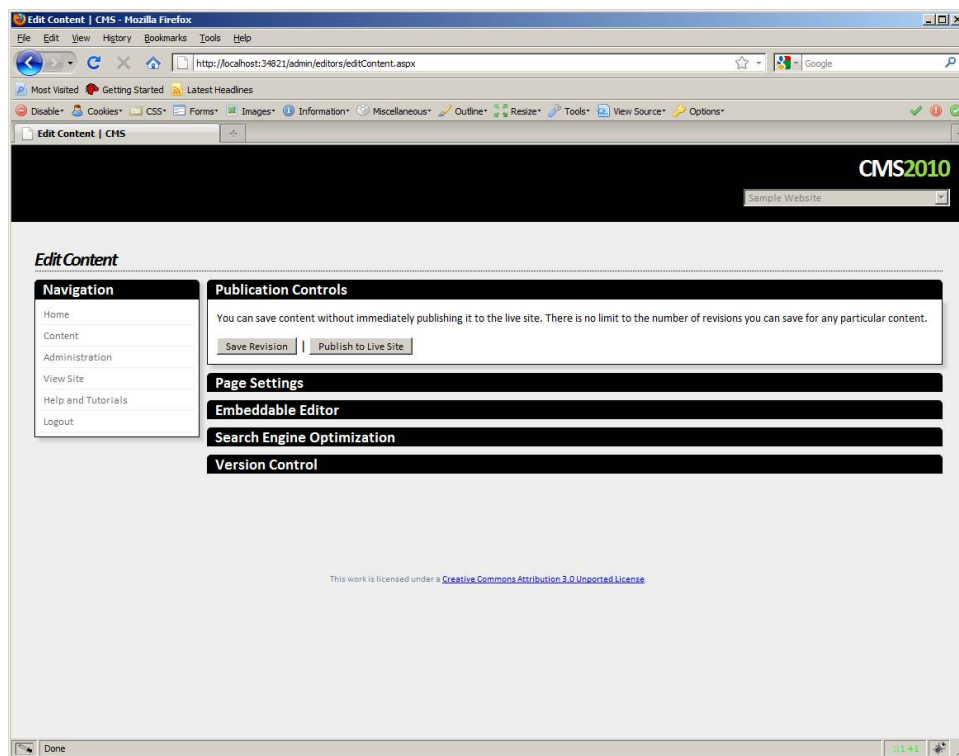 Edit Content | CMS - Mozilla Firefox
File Edit View History Bookmarks Tools Help
http://localhost:34821/admin/editors/editContent.aspx
Google
Most Visited Getting Started Latest Headlines
Disable Cookies CSS Forms Images Information Miscellaneous Outline Resize Tools View Source Options
Edit Content | CMS
CMS2010
Sample Website
Edit Content
Navigation
Home
Content
Administration
View Site
Help and Tutorials
Logout
Publication Controls
You can save content without immediately publishing it to the live site. There is no limit to the number of revisions you can save for any particular content.
Save Revision | Publish to Live Site
Page Settings
Embeddable Editor
Search Engine Optimization
Version Control
This work is licensed under a Creative Commons Attribution 3.0 Unported License.
Done
::1 +1